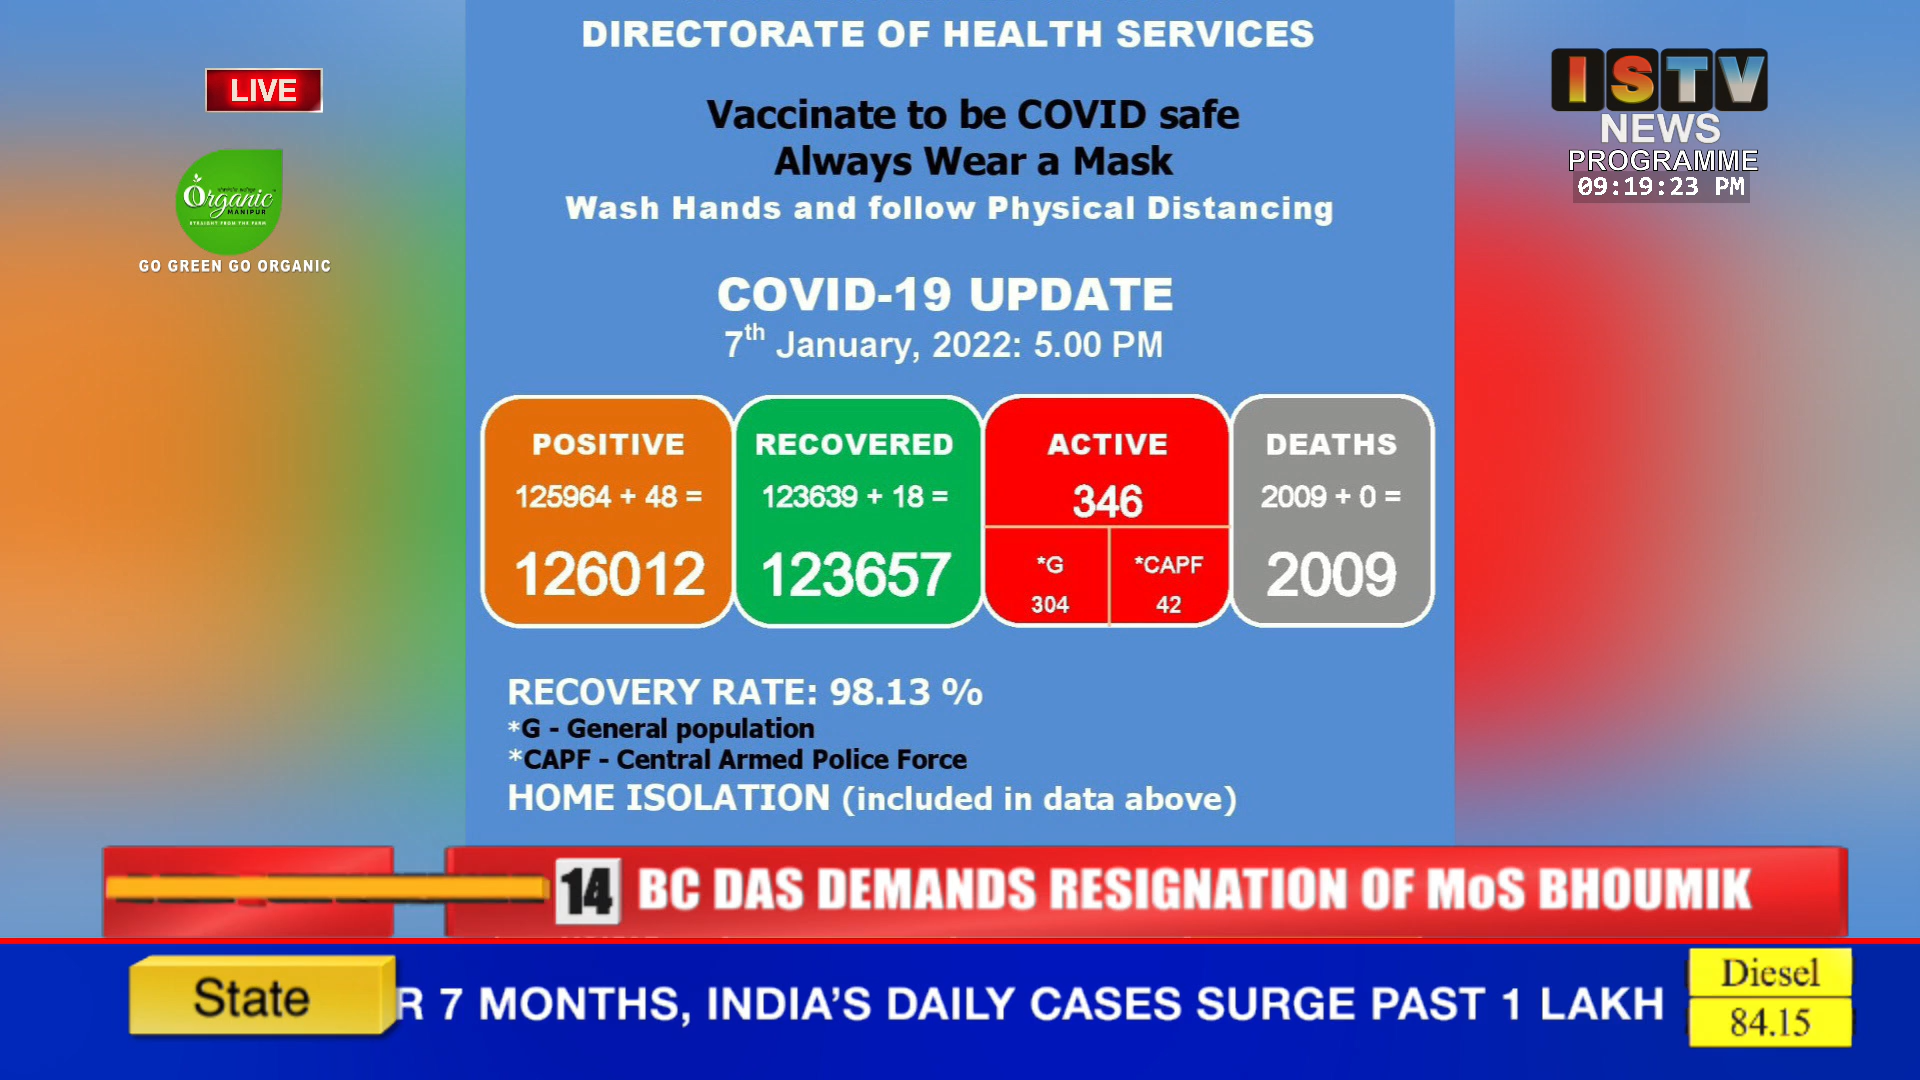 DIRECTORATE OF HEALTH SERVICES
Vaccinate to be COVID safe
Always Wear a Mask
Wash Hands and follow Physical Distancing
COVID-19 UPDATE
7th January, 2022: 5.00 PM
POSITIVE
125964 + 48 =
126012
RECOVERED
123639 + 18 =
123657
ACTIVE
346
*G
304
*CAPF
42
DEATHS
2009 + 0 =
2009
RECOVERY RATE: 98.13 %
*G - General population
*CAPF - Central Armed Police Force
HOME ISOLATION (included in data above)
LIVE
Organic
MANIPUR
STRAIGHT FROM THE FARM
GO GREEN GO ORGANIC
ISTV
NEWS
PROGRAMME
09:19:23 PM
14 BC DAS DEMANDS RESIGNATION OF MoS BHOUMIK
State
R 7 MONTHS, INDIA'S DAILY CASES SURGE PAST 1 LAKH
Diesel
84.15